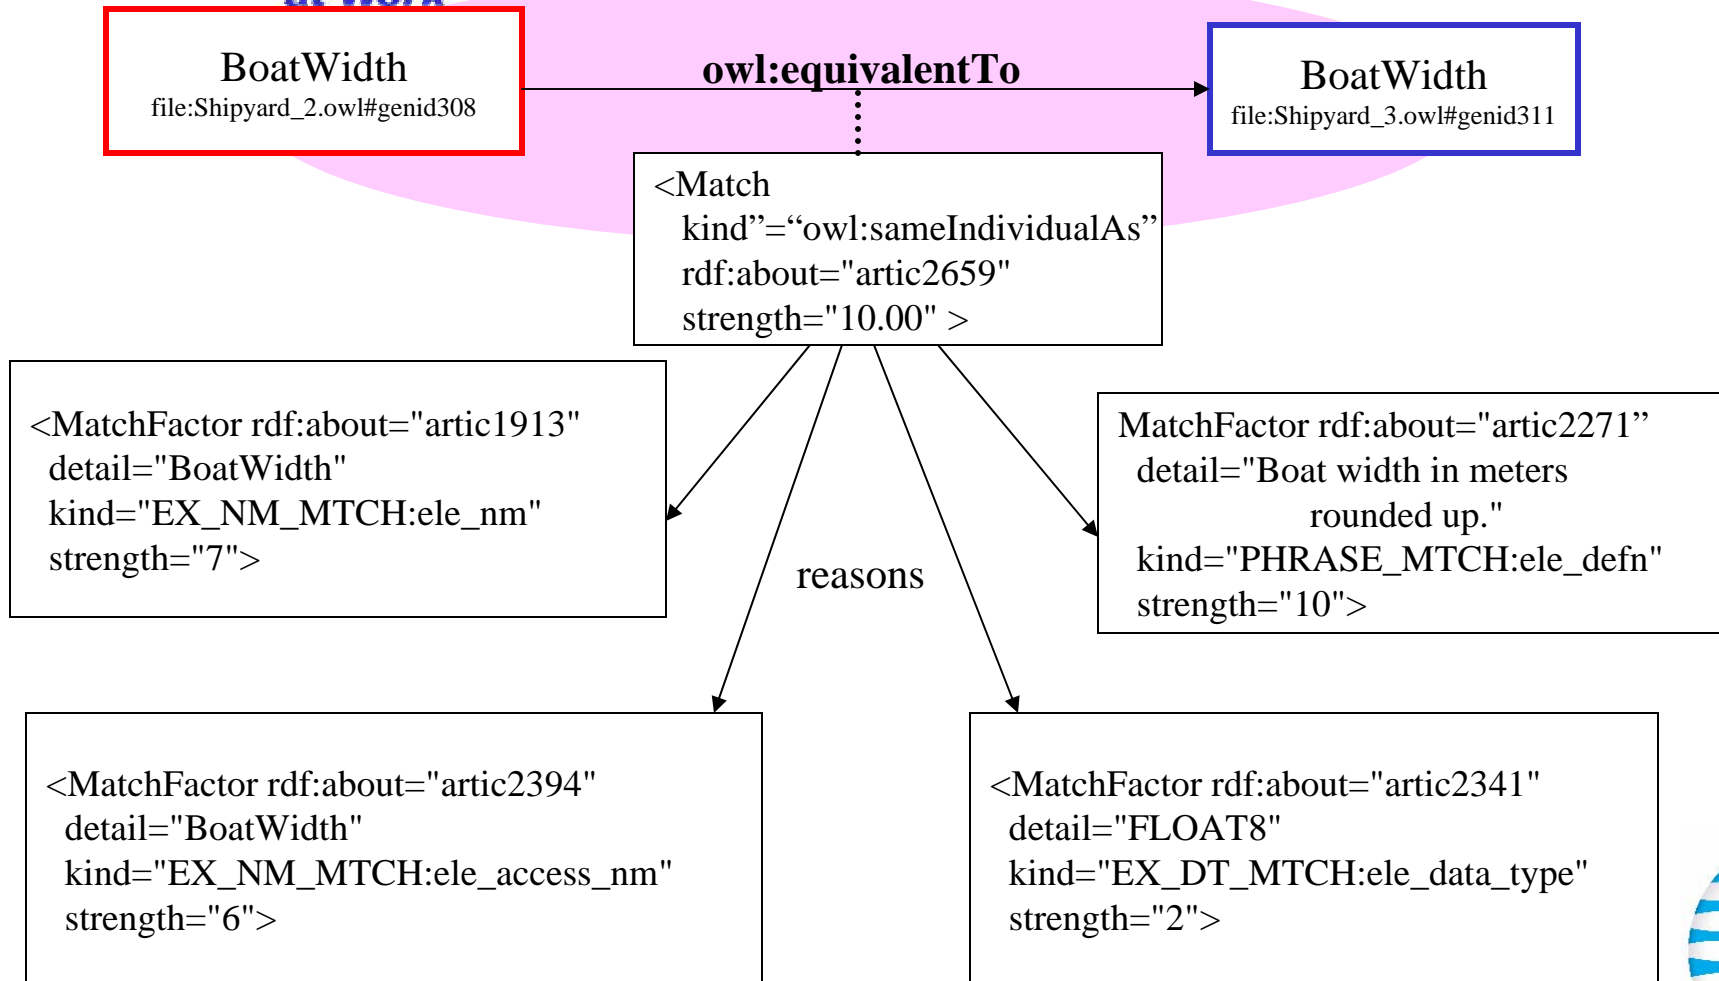 at Work
BoatWidth
file:Shipyard_2.owl#genid308
owl:equivalentTo
BoatWidth
file:Shipyard_3.owl#genid311
<Match
kind”=“owl:sameIndividualAs”
rdf:about="artic2659"
strength="10.00" >
<MatchFactor rdf:about="artic1913"
detail="BoatWidth"
kind="EX_NM_MTCH:ele_nm"
strength="7">
MatchFactor rdf:about="artic2271”
detail="Boat width in meters
rounded up."
kind="PHRASE_MTCH:ele_defn"
strength="10">
reasons
<MatchFactor rdf:about="artic2394"
detail="BoatWidth"
kind="EX_NM_MTCH:ele_access_nm"
strength="6">
<MatchFactor rdf:about="artic2341"
detail="FLOAT8"
kind="EX_DT_MTCH:ele_data_type"
strength="2">